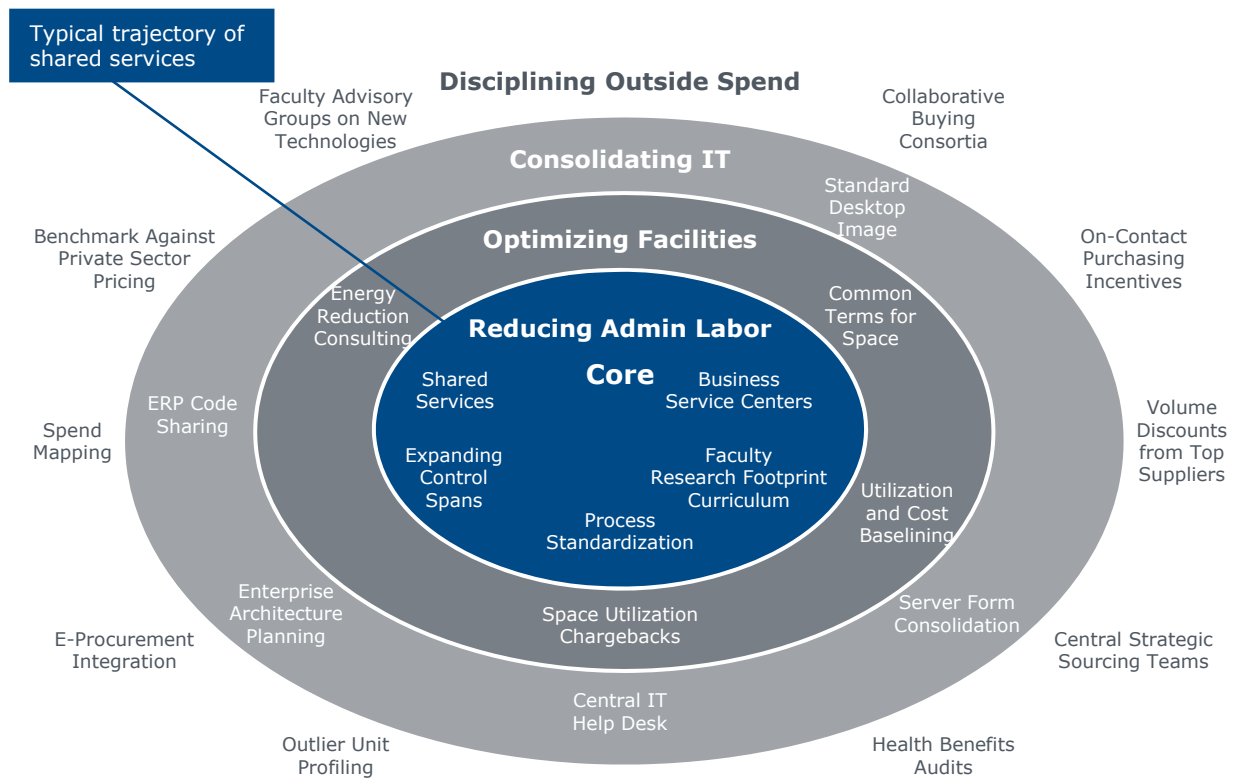 Typical trajectory of
shared services
Disciplining Outside Spend
Faculty Advisory
Groups on New
Technologies
Collaborative
Buying
Consortia
Consolidating IT
Standard
Desktop
Image
Optimizing Facilities
Benchmark Against
Private Sector
Pricing
On-Contact
Purchasing
Incentives
Energy
Reduction
Consulting
Common
Terms for
Space
Reducing Admin Labor
Core
Shared
Services
Business
Service Centers
ERP Code
Sharing
Spend
Mapping
Volume
Discounts
from Top
Suppliers
Expanding
Control
Spans
Faculty
Research Footprint
Curriculum
Utilization
and Cost
Baselining
Process
Standardization
Enterprise
Architecture
Planning
Space Utilization
Chargebacks
Server Form
Consolidation
E-Procurement
Integration
Central Strategic
Sourcing Teams
Central IT
Help Desk
Outlier Unit
Profiling
Health Benefits
Audits